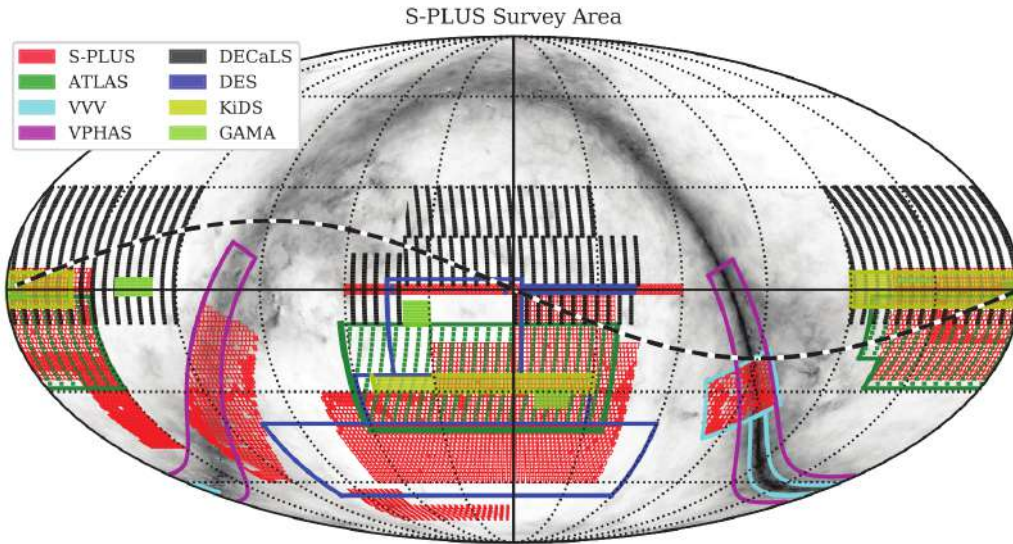 S-PLUS Survey Area
S-PLUS
ATLAS
VVV
VPHAS
DECaLS
DES
KiDS
GAMA